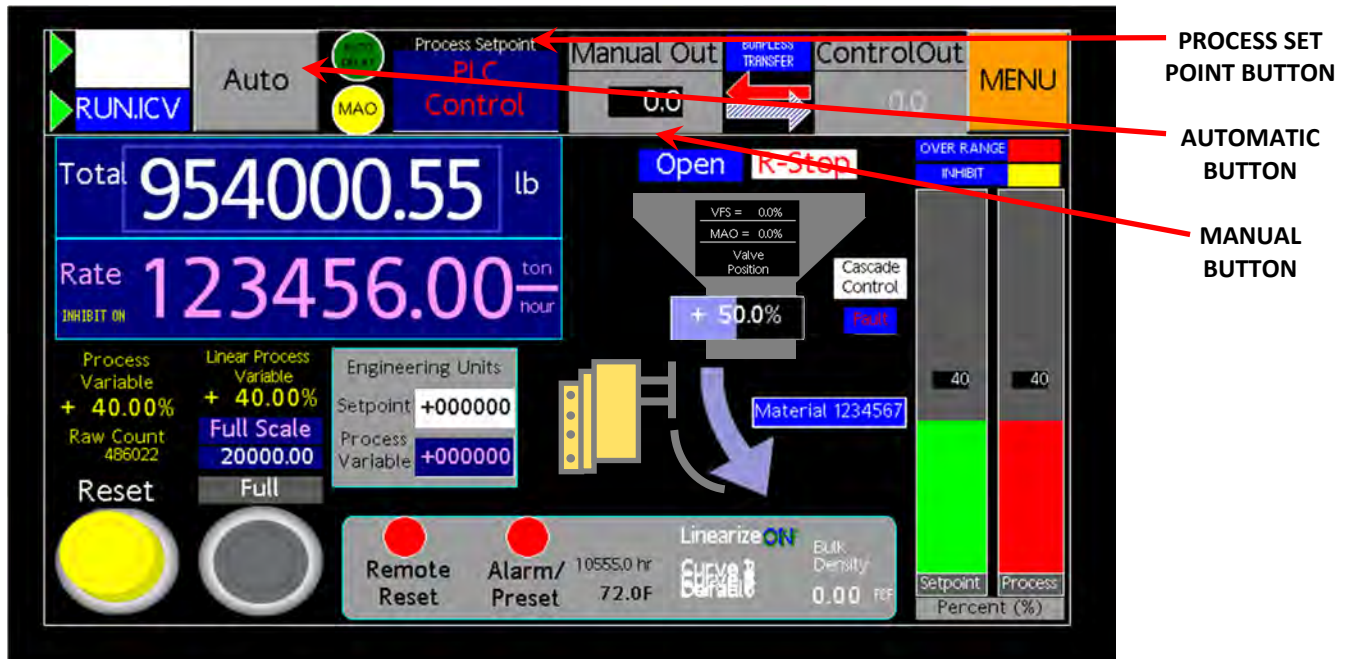 RUN.ICV
Auto
MAO
Process Setpoint
PLC
Control
Manual Out
0.0
BUMPLESS
TRANSFER
ControlOut
0.0
MENU
PROCESS SET
POINT BUTTON
AUTOMATIC
BUTTON
MANUAL
BUTTON
Total 954000.55 lb
Rate 123456.00 ton
hour
INHIBIT ON
Open
R-Stop
OVER RANGE
INHIBIT
VFS = 0.0%
MAO = 0.0%
Valve
Position
+ 50.0%
Cascade
Control
Fault
Process
Variable
+ 40.00%
Raw Count
486022
Linear Process
Variable
+ 40.00%
Full Scale
20000.00
Engineering Units
Setpoint +000000
Process
Variable +000000
Material 1234567
40
40
Reset
Full
Remote
Reset
Alarm/
Preset
10555.0 hr
72.0F
Linearize ON
Bulk
Density
0.00
Setpoint
Process
Percent (%)